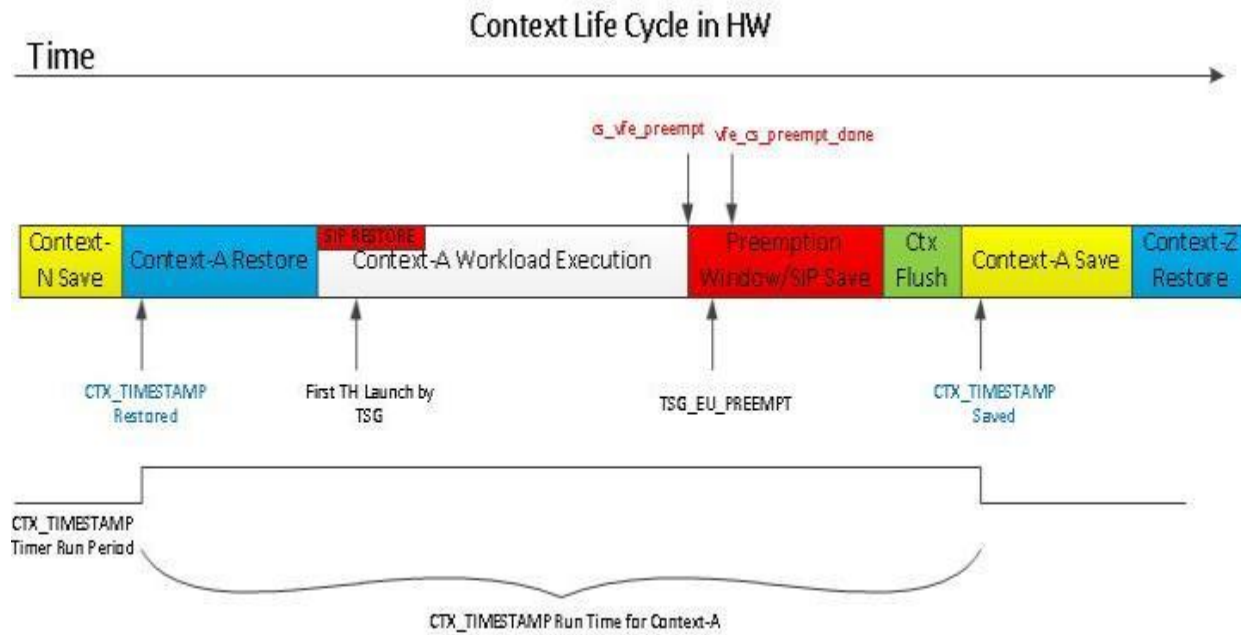 Context Life Cycle in HW
Time
cs_vfe_preempt
vfe_cs_preempt_done
Context-
N Save
Context-A Restore
SIP RESTORE
Context-A Workload Execution
Preemption
Window/SIP Save
Ctx
Flush
Context-A Save
Context-Z
Restore
CTX_TIMESTAMP
Restored
First TH Launch by
TSG
TSG_EU_PREEMPT
CTX_TIMESTAMP
Saved
CTX_TIMESTAMP
Timer Run Period
CTX_TIMESTAMP Run Time for Context-A